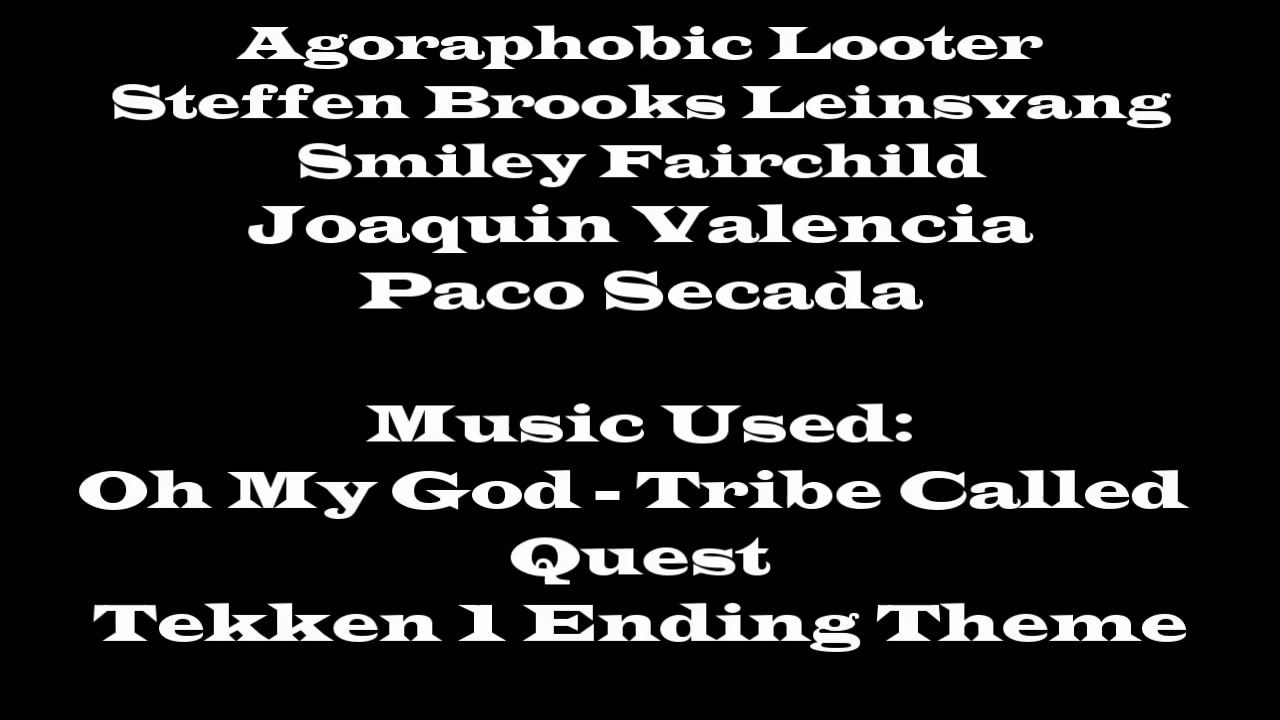 Agoraphobic Looter
Steffen Brooks Leinsvang
Smiley Fairchild
Joaquin Valencia
Paco Secada
Music Used:
Oh My God - Tribe Called
Quest
Tekken 1 Ending Theme